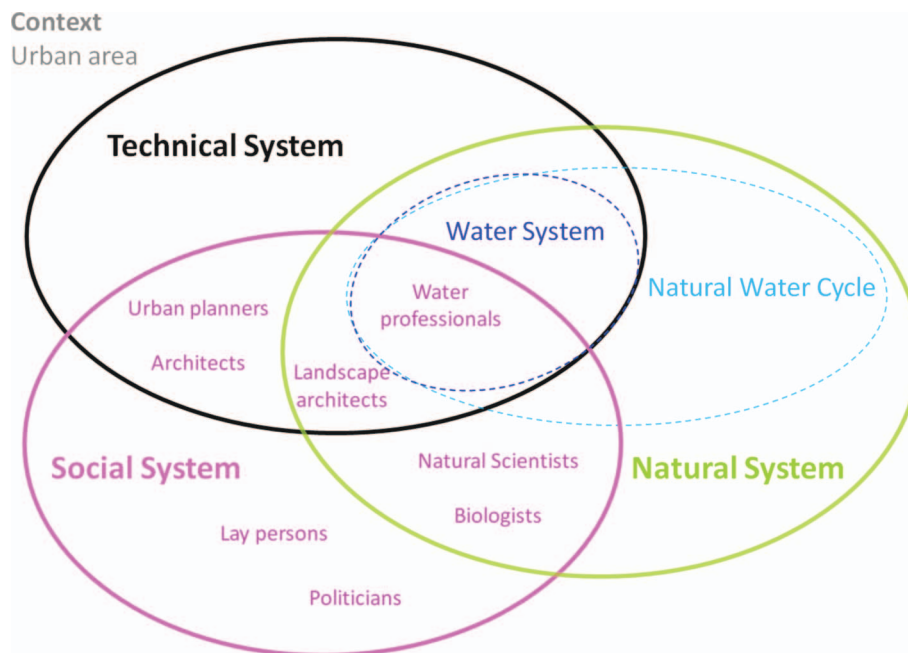 Context
Urban area
Technical System
Water System
Natural Water Cycle
Water
professionals
Urban planners
Architects
Landscape
architects
Social System
Natural Scientists
Natural System
Biologists
Lay persons
Politicians